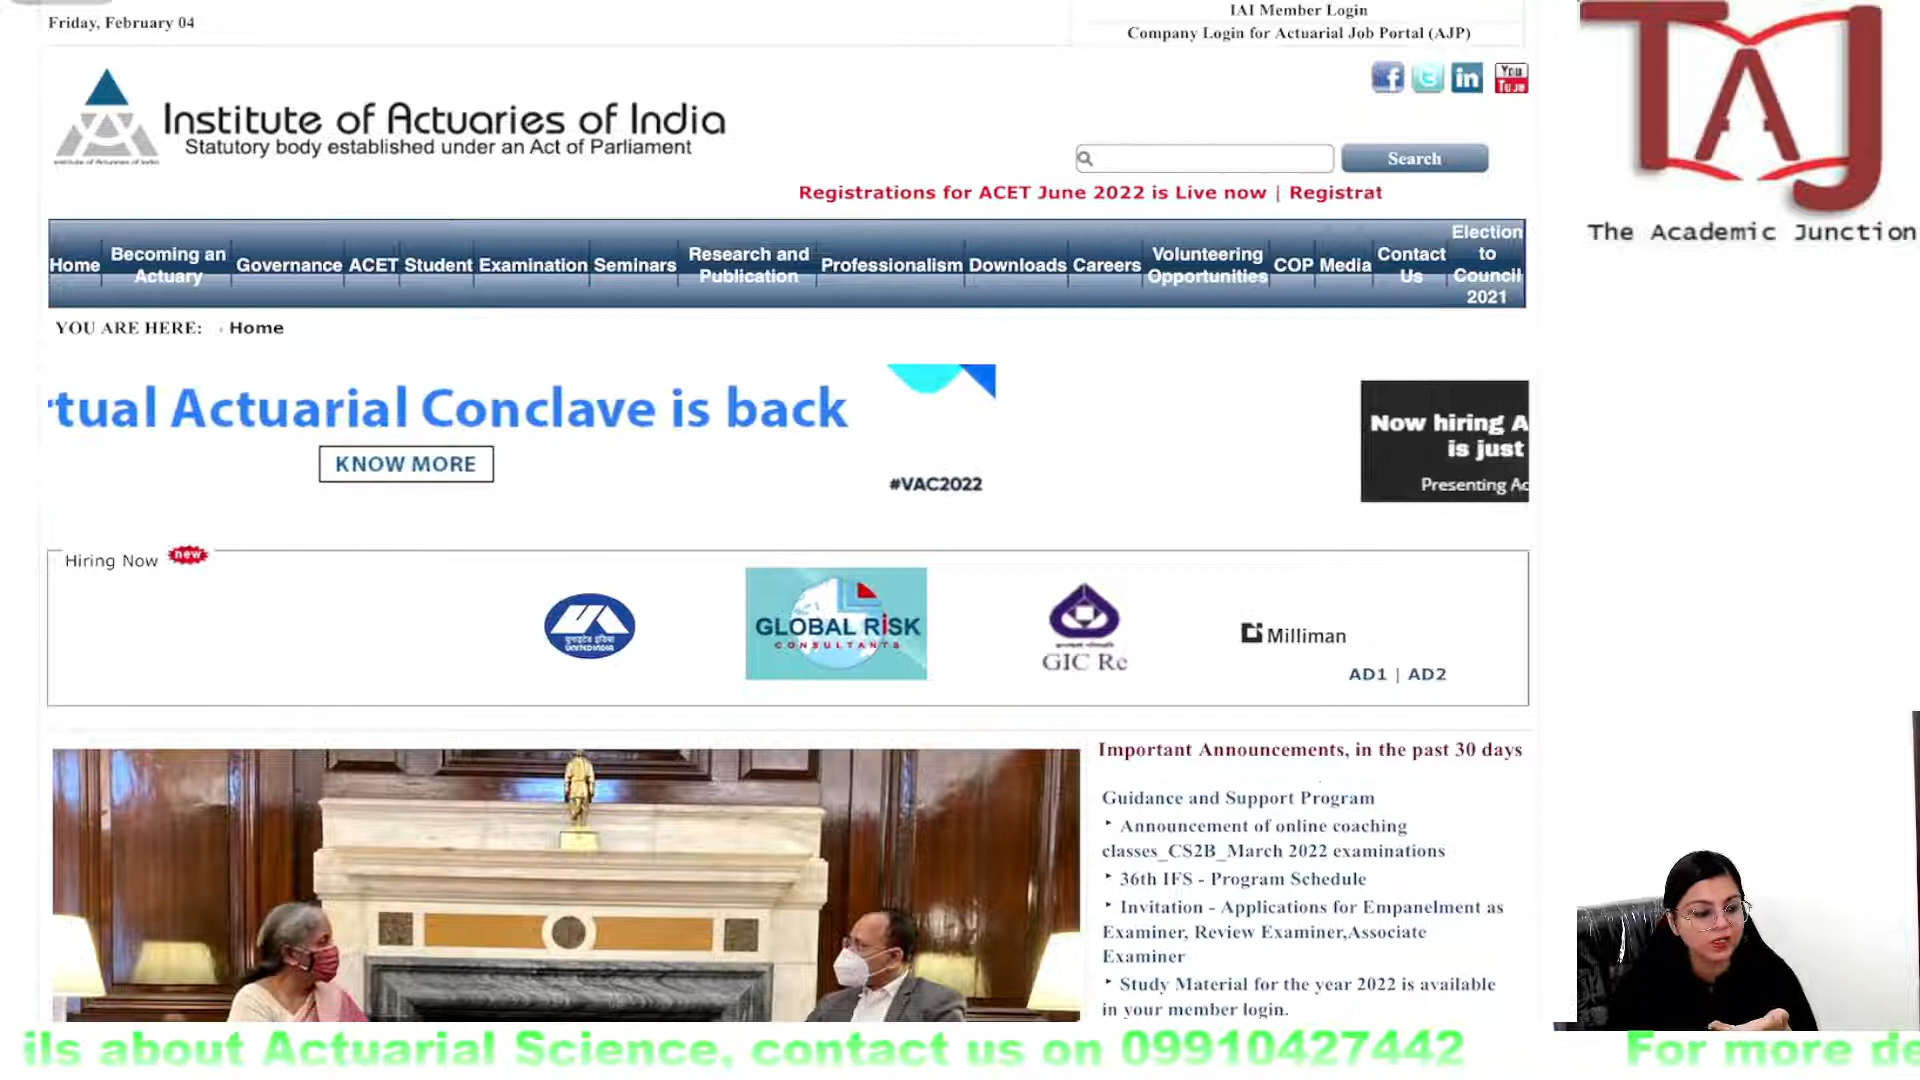 Friday, February 04
IAI Member Login
Company Login for Actuarial Job Portal (AJP)
Institute of Actuaries of India
Statutory body established under an Act of Parliament
Search
Registrations for ACET June 2022 is Live now | Registrat
Home
Becoming an Actuary
Governance
ACET
Student
Examination
Seminars
Research and Publication
Professionalism
Downloads
Careers
Volunteering Opportunities
COP
Media
Contact Us
Election to Council 2021
YOU ARE HERE: Home
tual Actuarial Conclave is back
KNOW MORE
#VAC2022
Now hiring A
is just
Presenting Ac
Hiring Now new
UNITED INDIA
GLOBAL RISK
CONSULTANTS
GIC Re
Milliman
AD1 | AD2
Important Announcements, in the past 30 days
Guidance and Support Program
Announcement of online coaching
classes_CS2B_March 2022 examinations
36th IFS - Program Schedule
Invitation - Applications for Empanelment as
Examiner, Review Examiner,Associate
Examiner
Study Material for the year 2022 is available
in your member login.
TAJ
The Academic Junction
ils about Actuarial Science, contact us on 09910427442
For more de